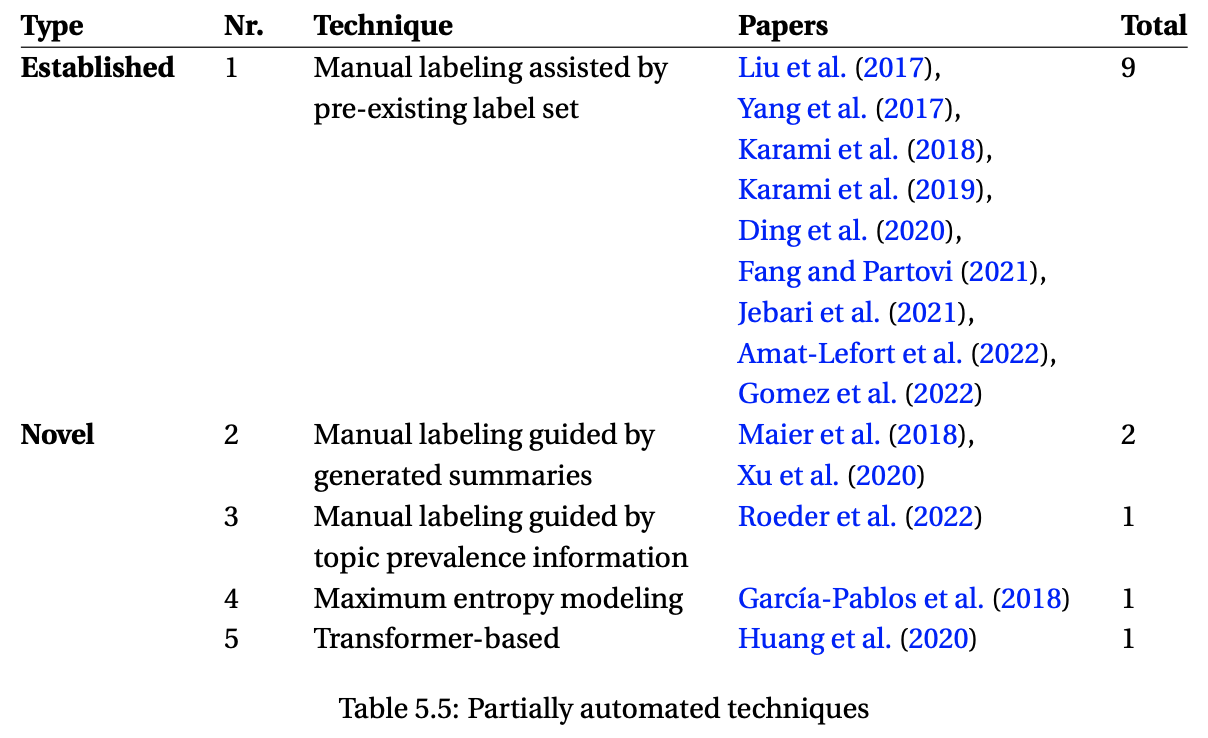 Type Nr. Technique Papers Total
Established 1 Manual labeling assisted by Liu et al. (2017), 9
pre-existing label set Yang et al. (2017),
Karami et al. (2018),
Karami et al. (2019),
Ding et al. (2020),
Fang and Partovi (2021),
Jebari et al. (2021),
Amat-Lefort et al. (2022),
Gomez et al. (2022)
Novel 2 Manual labeling guided by Maier et al. (2018), 2
generated summaries Xu et al. (2020)
3 Manual labeling guided by Roeder et al. (2022) 1
topic prevalence information
4 Maximum entropy modeling García-Pablos et al. (2018) 1
5 Transformer-based Huang et al. (2020) 1
Table 5.5: Partially automated techniques